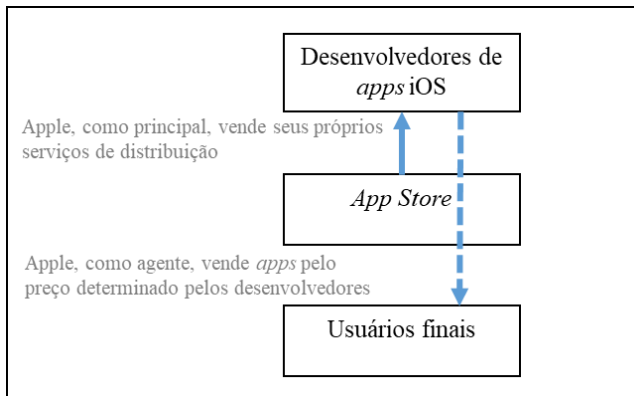 Desenvolvedores de
apps iOS
Apple, como principal, vende seus próprios
serviços de distribuição
App Store
Apple, como agente, vende apps pelo
preço determinado pelos desenvolvedores
Usuários finais